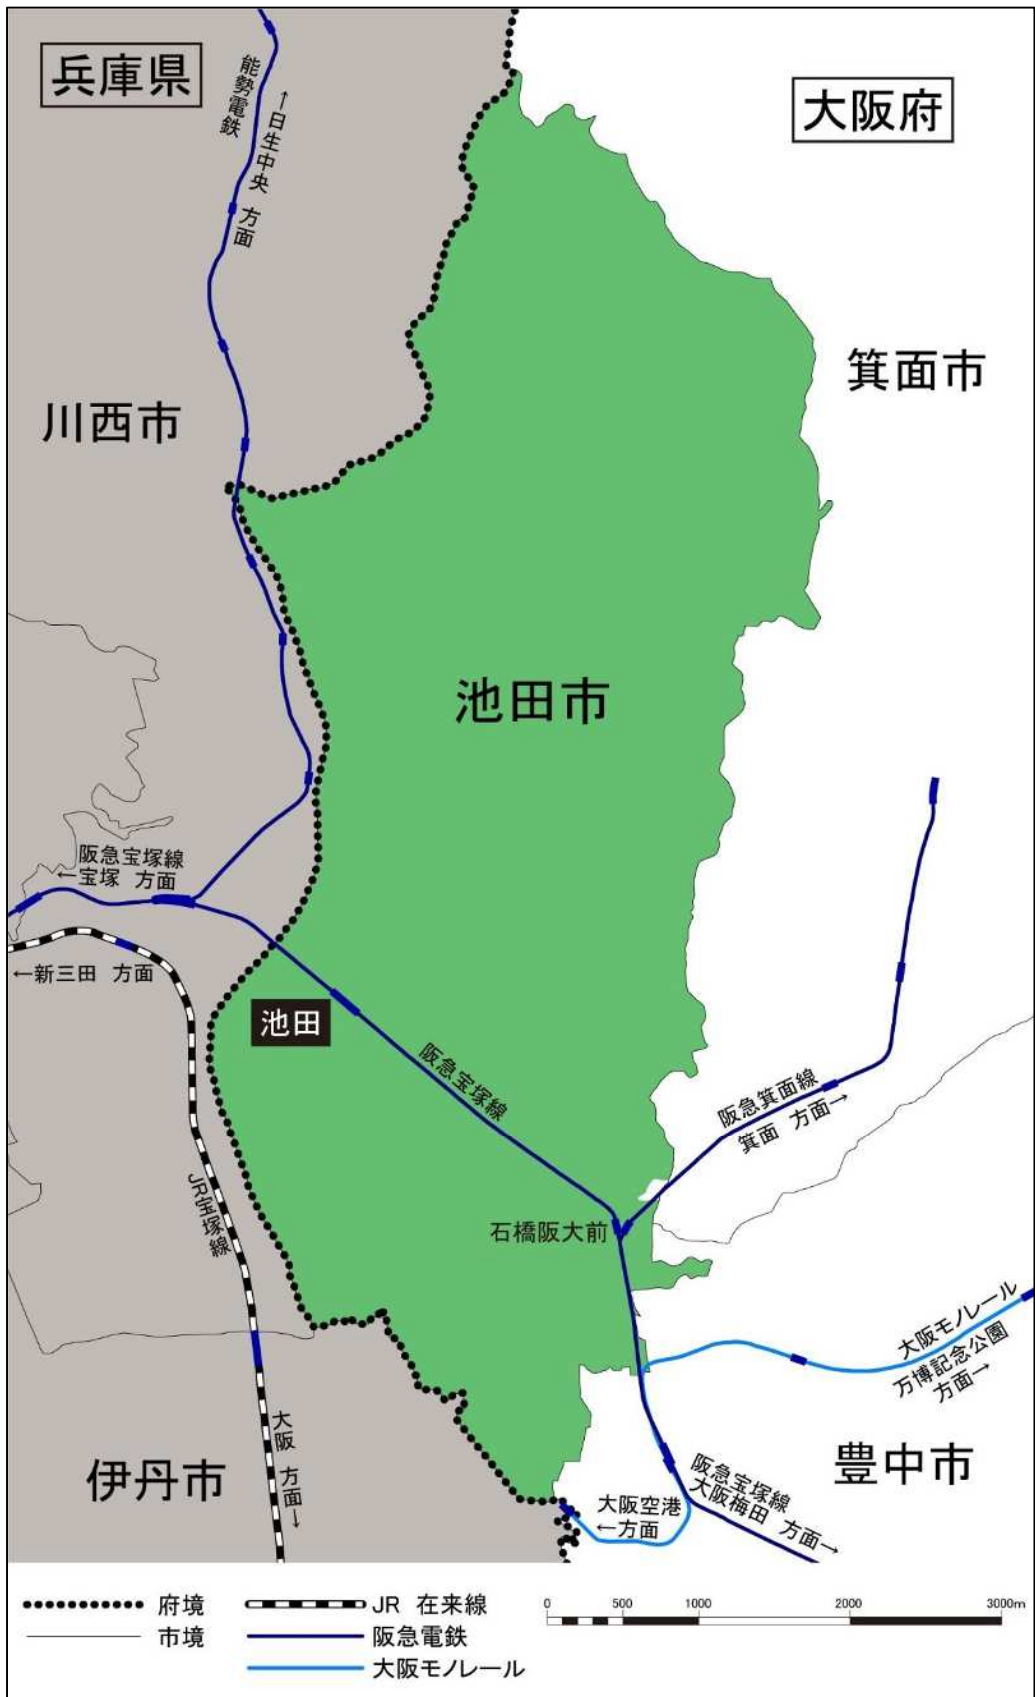 兵庫県
大阪府
能勢電鉄
↑日生中央 方面
箕面市
川西市
池田市
阪急宝塚線
←宝塚 方面
←新三田 方面
池田
阪急宝塚線
阪急箕面線
箕面 方面→
JR宝塚線
石橋阪大前
大阪モノレール
万博記念公園
方面→
大阪 方面→
伊丹市
豊中市
阪急宝塚線
大阪梅田 方面→
大阪空港
←方面
府境
市境
JR 在来線
阪急電鉄
大阪モノレール
0 500 1000 2000 3000m